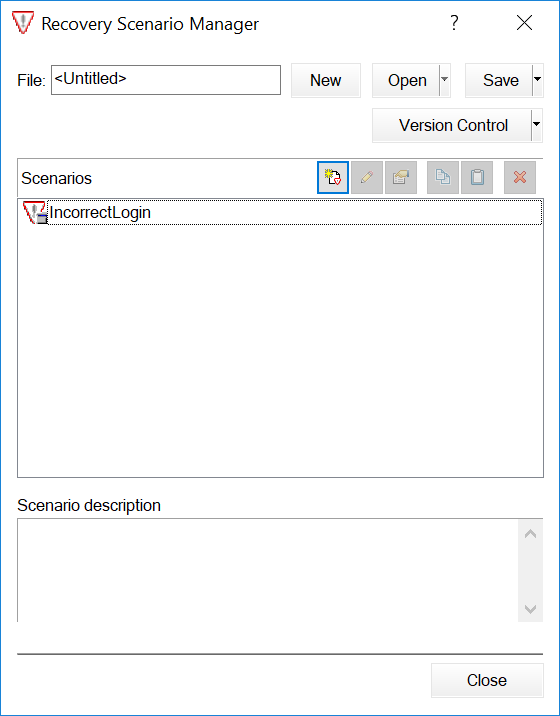 Recovery Scenario Manager ?
File: <Untitled> New Open Save
Version Control
Scenarios
IncorrectLogin
Scenario description
Close